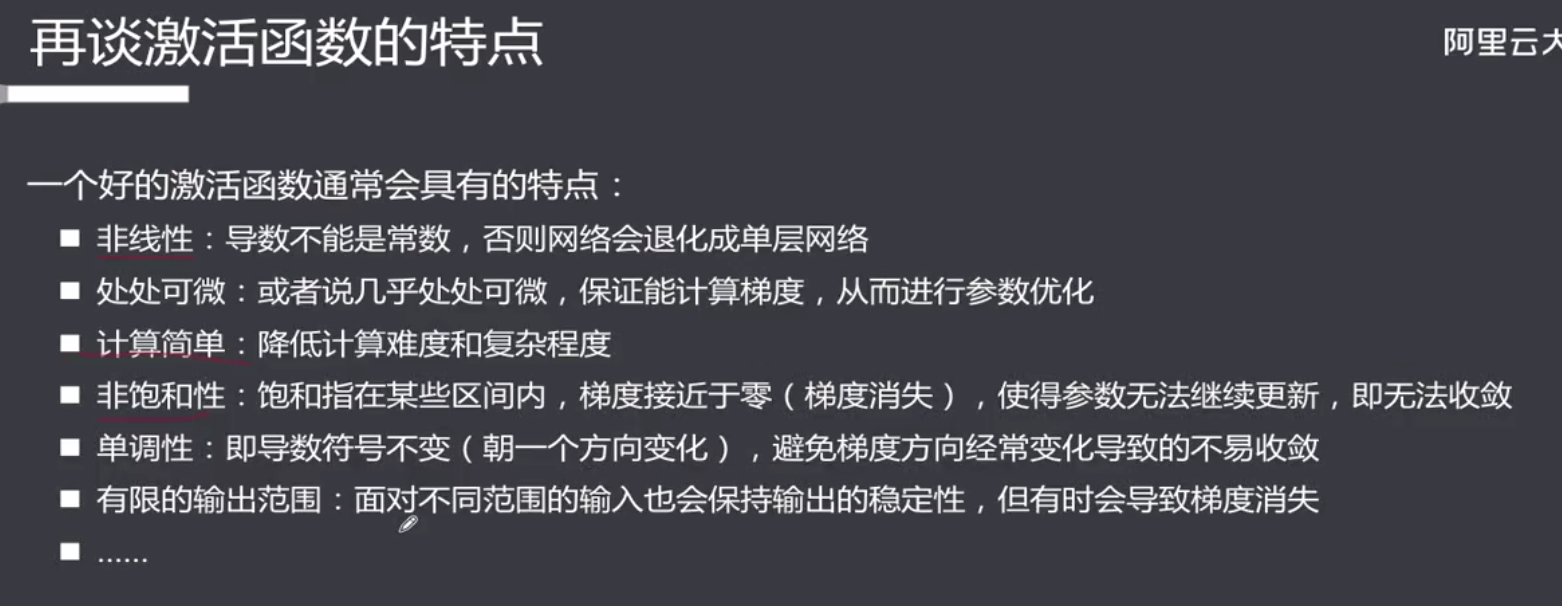 再谈激活函数的特点
阿里云大
一个好的激活函数通常会具有的特点：
非线性：导数不能是常数，否则网络会退化成单层网络
处处可微：或者说几乎处处可微，保证能计算梯度，从而进行参数优化
计算简单：降低计算难度和复杂程度
非饱和性：饱和指在某些区间内，梯度接近于零（梯度消失），使得参数无法继续更新，即无法收敛
单调性：即导数符号不变（朝一个方向变化），避免梯度方向经常变化导致的不易收敛
有限的输出范围：面对不同范围的输入也会保持输出的稳定性，但有时会导致梯度消失
......